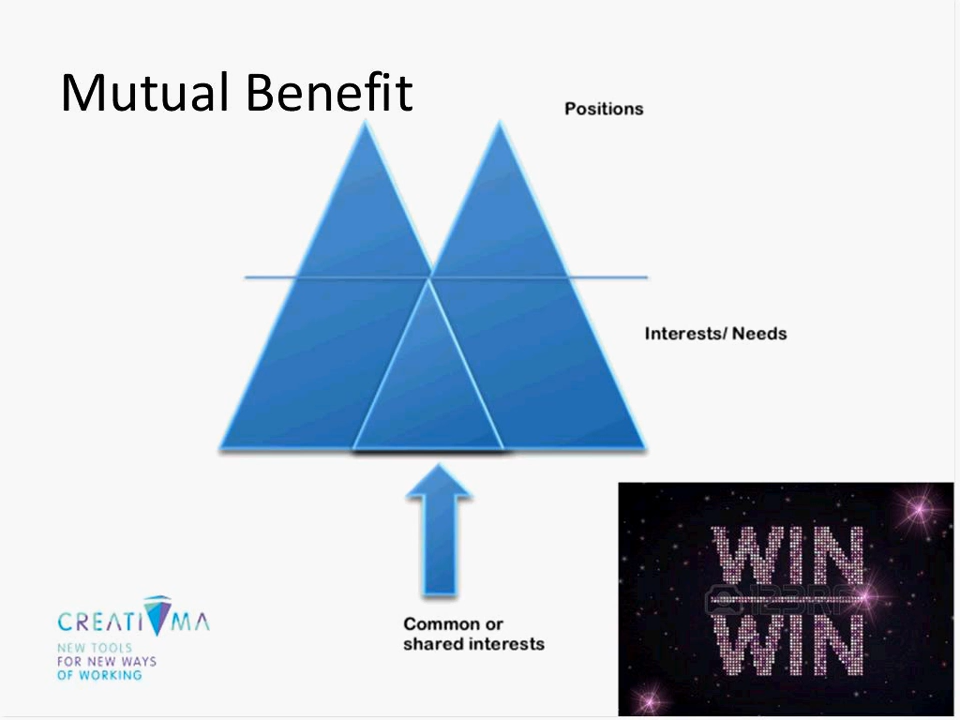 Mutual Benefit
Positions
Interests/ Needs
Common or
shared interests
WIN
WIN
123RF
CREATIVMA
NEW TOOLS
FOR NEW WAYS
OF WORKING